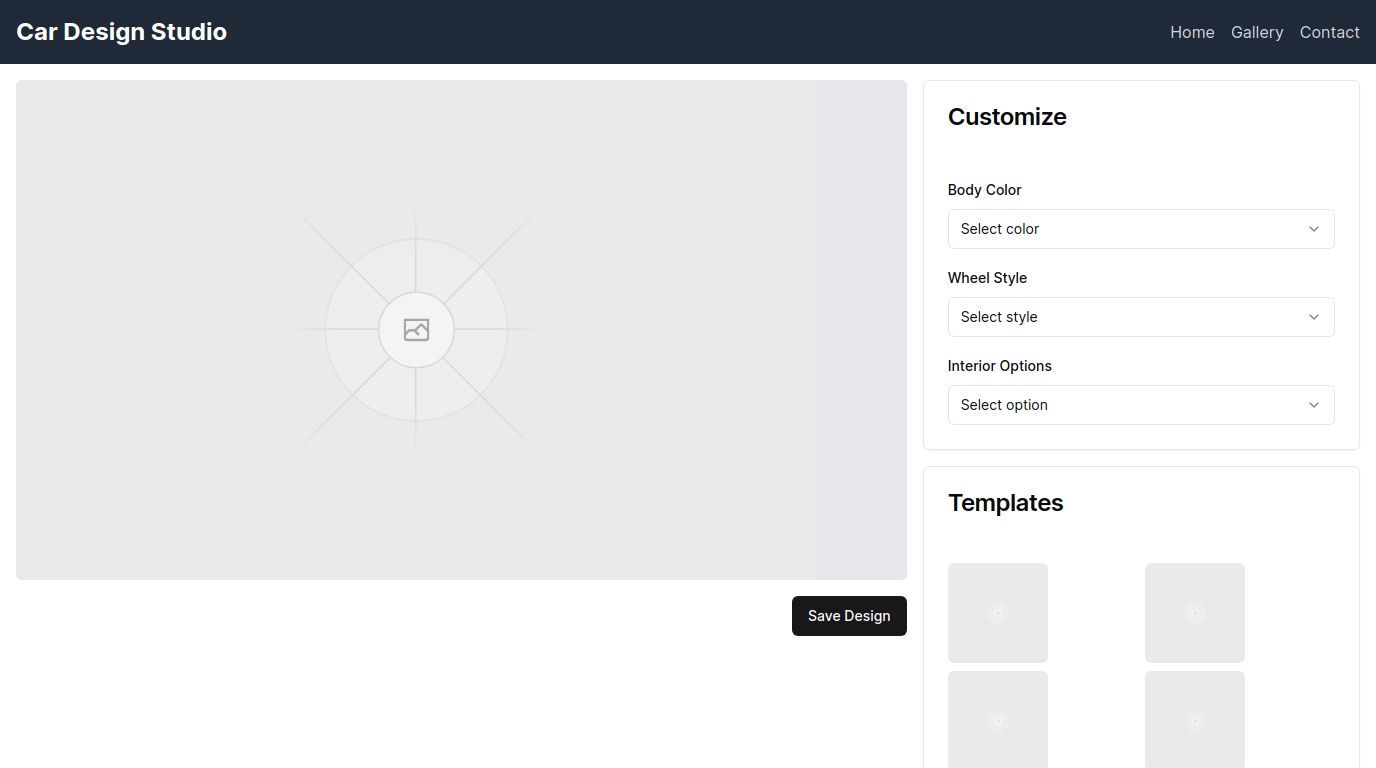 Car Design Studio
Home Gallery Contact
Customize
Body Color
Select color
Wheel Style
Select style
Interior Options
Select option
Save Design
Templates